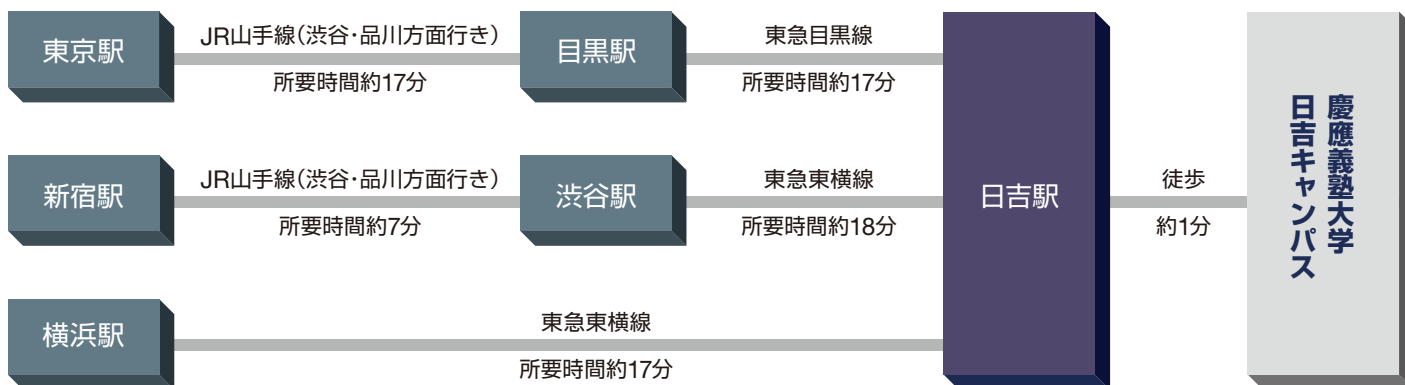 東京駅
JR山手線(渋谷・品川方面行き)
所要時間約17分
目黒駅
東急目黒線
所要時間約17分
新宿駅
JR山手線(渋谷・品川方面行き)
所要時間約7分
渋谷駅
東急東横線
所要時間約18分
横浜駅
東急東横線
所要時間約17分
日吉駅
徒歩
約1分
慶應義塾大学
日吉キャンパス